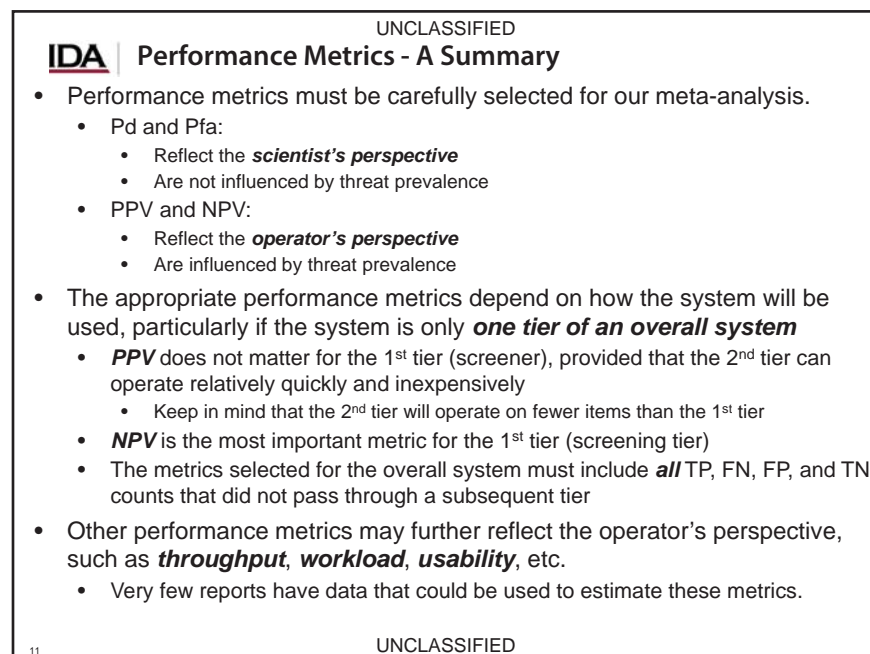 UNCLASSIFIED
IDA Performance Metrics - A Summary
• Performance metrics must be carefully selected for our meta-analysis.
• Pd and Pfa:
• Reflect the scientist's perspective
• Are not influenced by threat prevalence
• PPV and NPV:
• Reflect the operator's perspective
• Are influenced by threat prevalence
• The appropriate performance metrics depend on how the system will be
used, particularly if the system is only one tier of an overall system
• PPV does not matter for the 1st tier (screener), provided that the 2nd tier can
operate relatively quickly and inexpensively
• Keep in mind that the 2nd tier will operate on fewer items than the 1st tier
• NPV is the most important metric for the 1st tier (screening tier)
• The metrics selected for the overall system must include all TP, FN, FP, and TN
counts that did not pass through a subsequent tier
• Other performance metrics may further reflect the operator's perspective,
such as throughput, workload, usability, etc.
• Very few reports have data that could be used to estimate these metrics.
11
UNCLASSIFIED